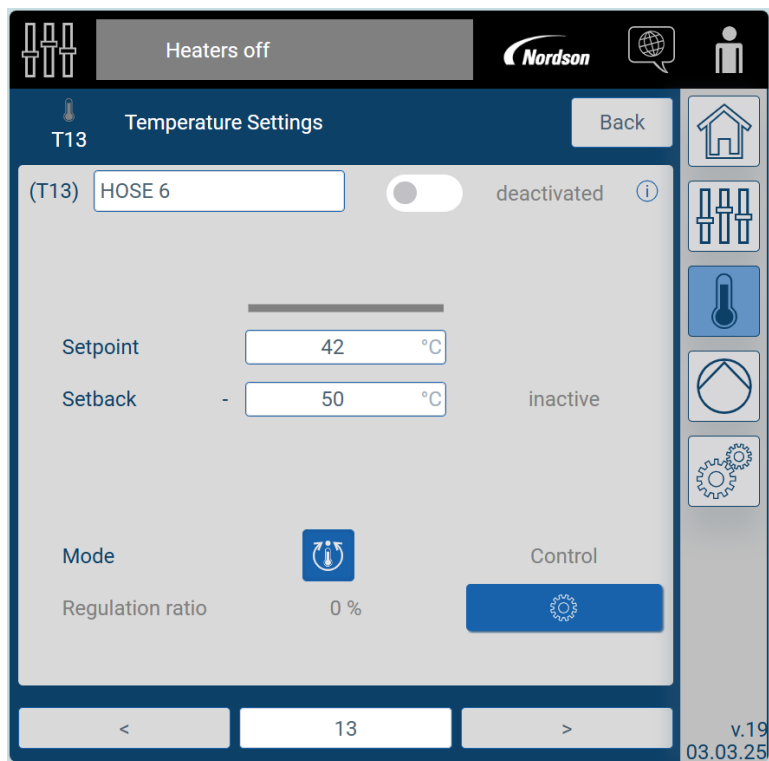 Heaters off
Nordson
T13 Temperature Settings Back
(T13) HOSE 6 deactivated i
Setpoint 42 °C
Setback - 50 °C inactive
Mode Control
Regulation ratio 0 %
< 13 >
v.19
03.03.25